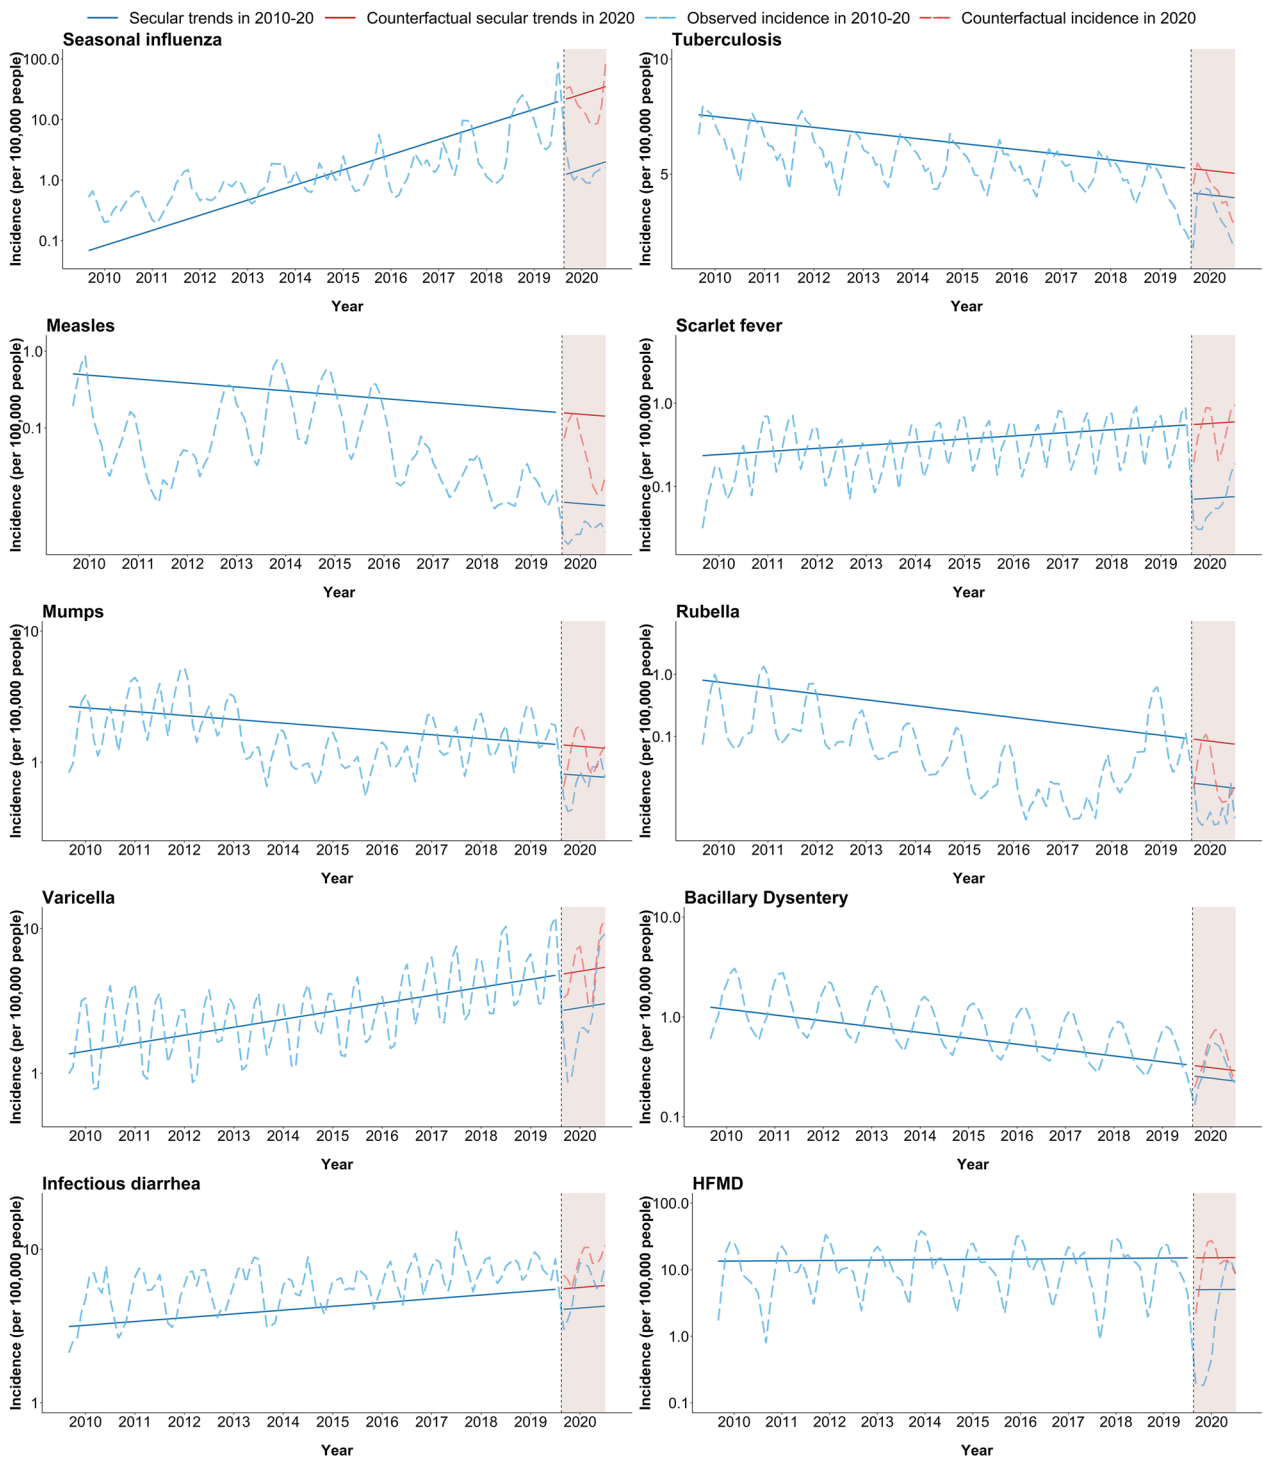 Secular trends in 2010-20 Counterfactual secular trends in 2020 Observed incidence in 2010-20 Counterfactual incidence in 2020
Seasonal influenza
Incidence (per 100,000 people)
100.0
10.0
1.0
0.1
2010 2011 2012 2013 2014 2015 2016 2017 2018 2019 2020
Year
Tuberculosis
Incidence (per 100,000 people)
10
5
2010 2011 2012 2013 2014 2015 2016 2017 2018 2019 2020
Year
Measles
Incidence (per 100,000 people)
1.0
0.1
2010 2011 2012 2013 2014 2015 2016 2017 2018 2019 2020
Year
Scarlet fever
Incidence (per 100,000 people)
1.0
0.1
2010 2011 2012 2013 2014 2015 2016 2017 2018 2019 2020
Year
Mumps
Incidence (per 100,000 people)
10
1
2010 2011 2012 2013 2014 2015 2016 2017 2018 2019 2020
Year
Rubella
Incidence (per 100,000 people)
1.0
0.1
2010 2011 2012 2013 2014 2015 2016 2017 2018 2019 2020
Year
Varicella
Incidence (per 100,000 people)
10
1
2010 2011 2012 2013 2014 2015 2016 2017 2018 2019 2020
Year
Bacillary Dysentery
Incidence (per 100,000 people)
10.0
1.0
0.1
2010 2011 2012 2013 2014 2015 2016 2017 2018 2019 2020
Year
Infectious diarrhea
Incidence (per 100,000 people)
10
1
2010 2011 2012 2013 2014 2015 2016 2017 2018 2019 2020
Year
HFMD
Incidence (per 100,000 people)
100.0
10.0
1.0
0.1
2010 2011 2012 2013 2014 2015 2016 2017 2018 2019 2020
Year